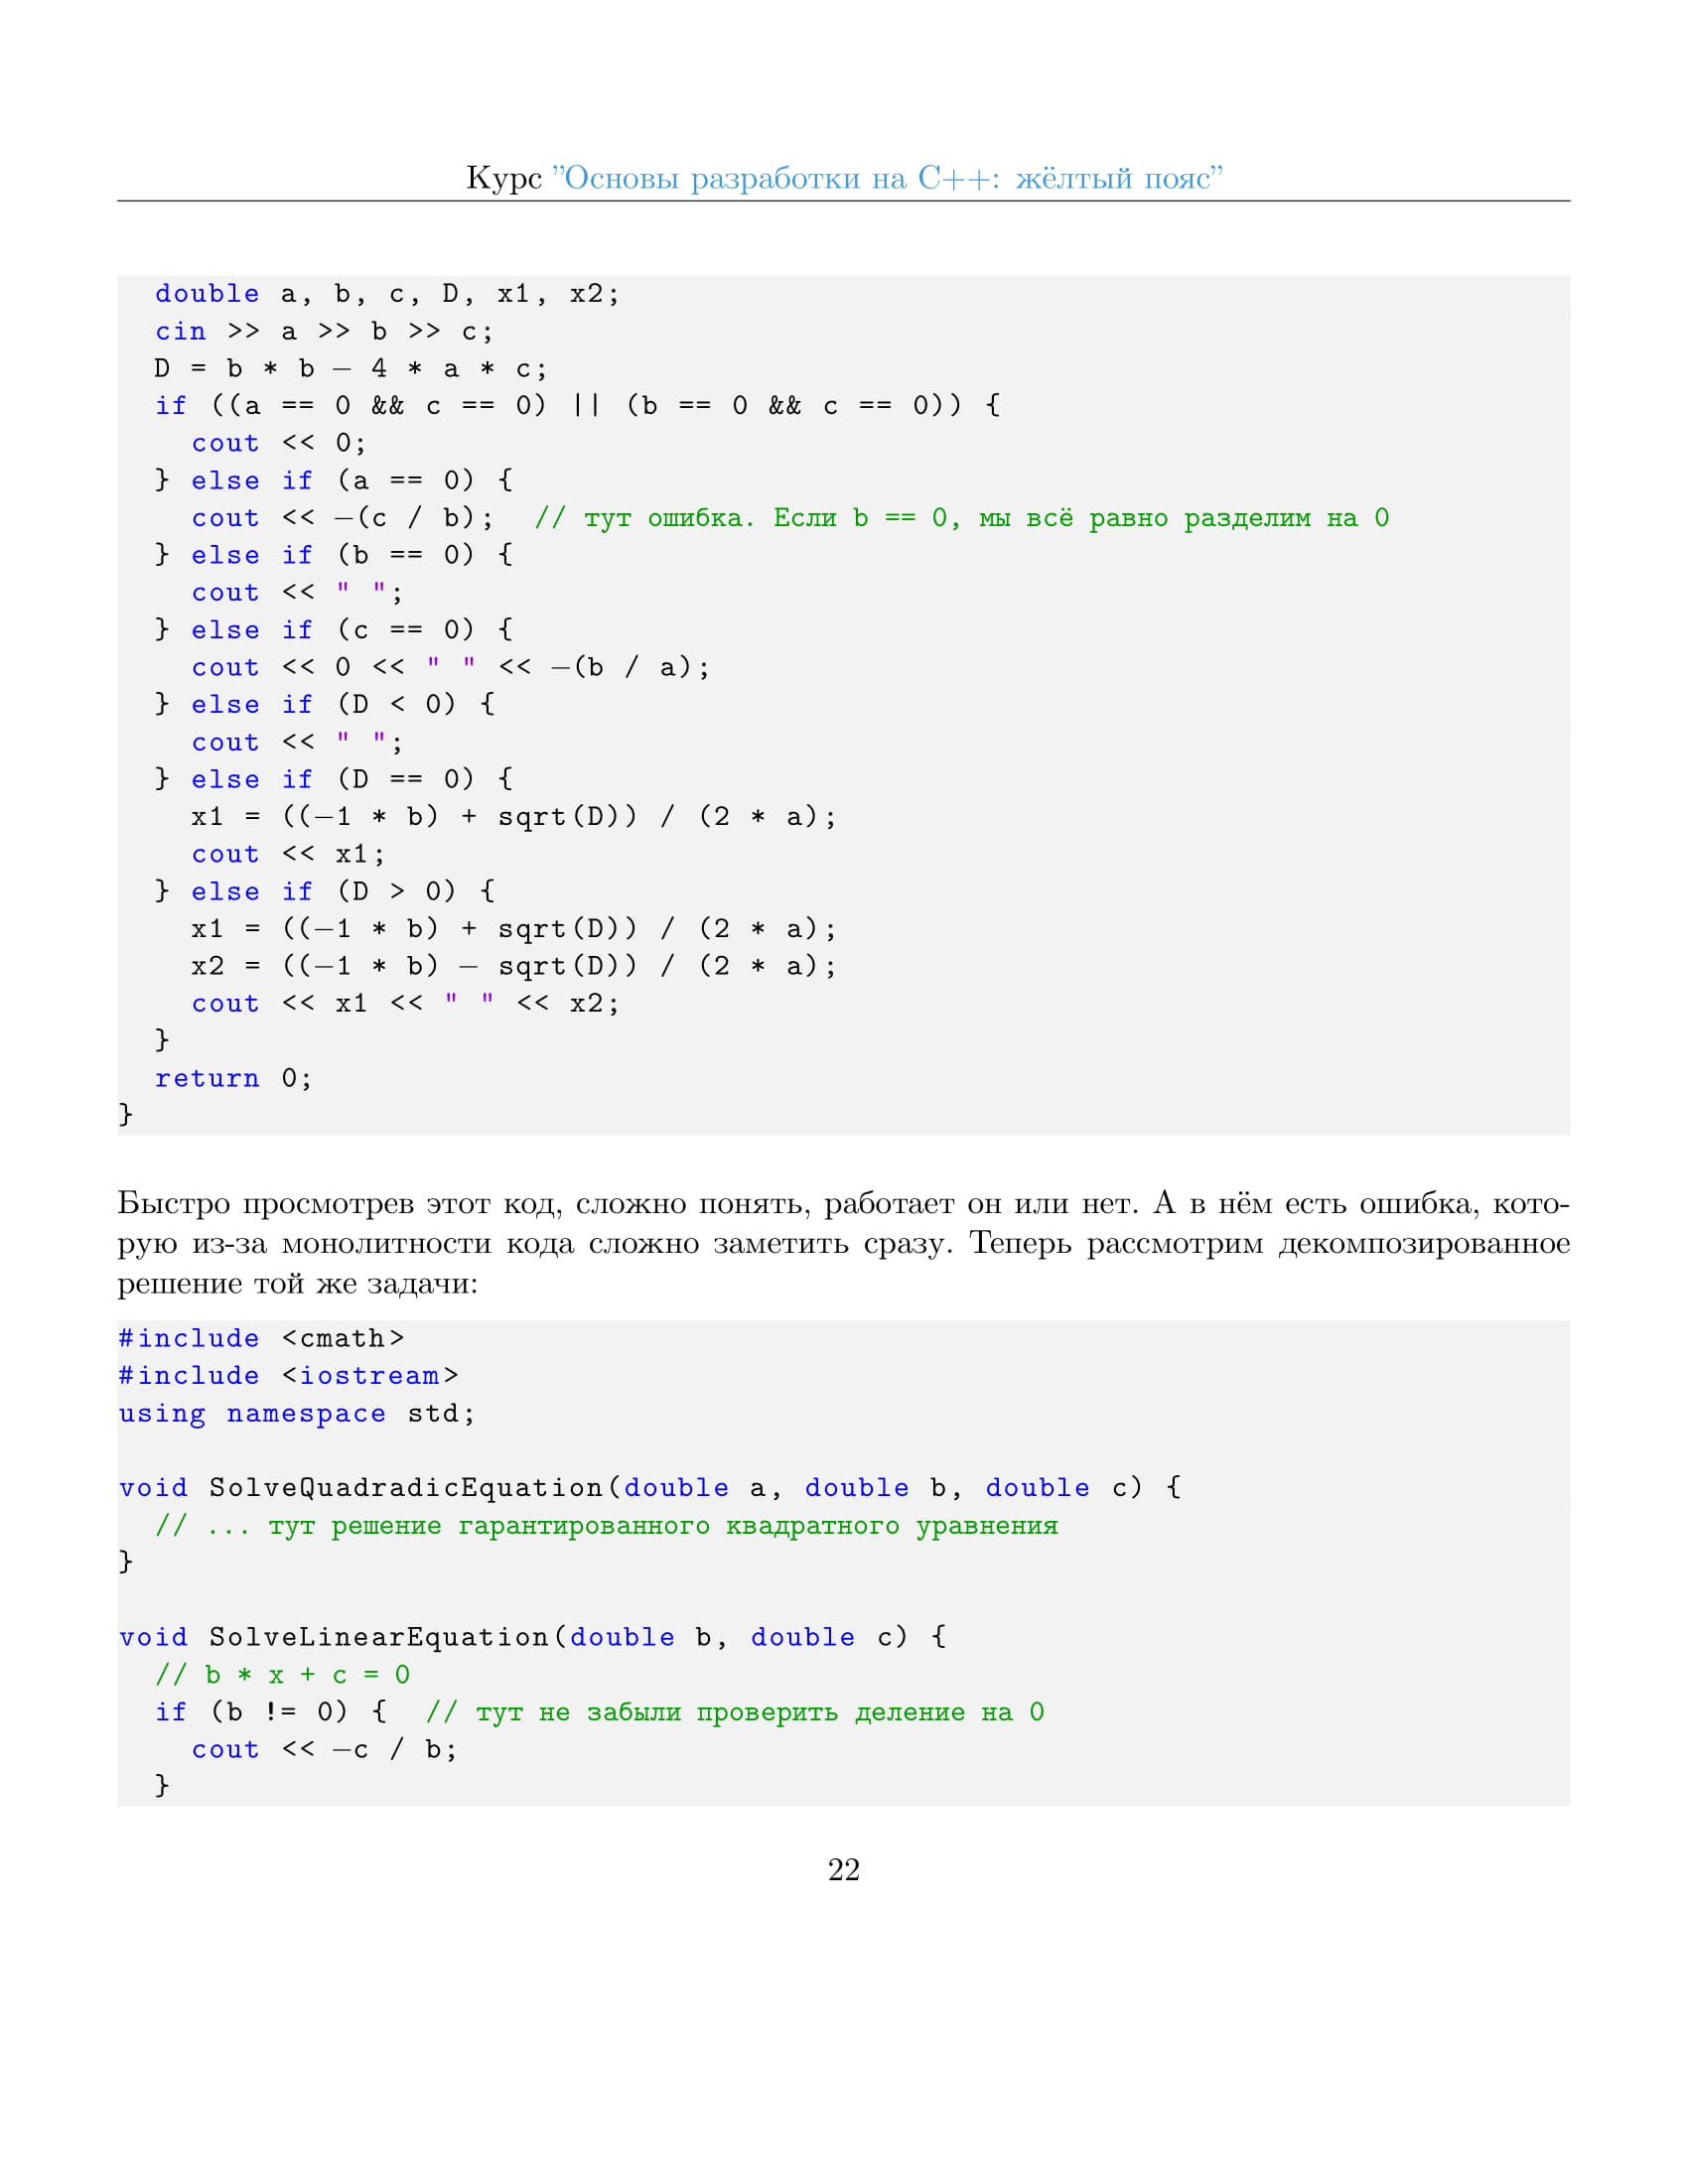 Курс ”Основы разработки на C++: жёлтый пояс”
  double a, b, c, D, x1, x2;
  cin >> a >> b >> c;
  D = b * b − 4 * a * c;
  if ((a == 0 && c == 0) || (b == 0 && c == 0)) {
    cout << 0;
  } else if (a == 0) {
    cout << −(c / b);  // тут ошибка. Если b == 0, мы всё равно разделим на 0
  } else if (b == 0) {
    cout << " ";
  } else if (c == 0) {
    cout << 0 << " " << −(b / a);
  } else if (D < 0) {
    cout << " ";
  } else if (D == 0) {
    x1 = ((−1 * b) + sqrt(D)) / (2 * a);
    cout << x1;
  } else if (D > 0) {
    x1 = ((−1 * b) + sqrt(D)) / (2 * a);
    x2 = ((−1 * b) − sqrt(D)) / (2 * a);
    cout << x1 << " " << x2;
  }
  return 0;
}
Быстро просмотрев этот код, сложно понять, работает он или нет. А в нём есть ошибка, кото-
рую из-за монолитности кода сложно заметить сразу. Теперь рассмотрим декомпозированное
решение той же задачи:
#include <cmath>
#include <iostream>
using namespace std;
void SolveQuadradicEquation(double a, double b, double c) {
  // ... тут решение гарантированного квадратного уравнения
}
void SolveLinearEquation(double b, double c) {
  // b * x + c = 0
  if (b != 0) {  // тут не забыли проверить деление на 0
    cout << −c / b;
  }
22